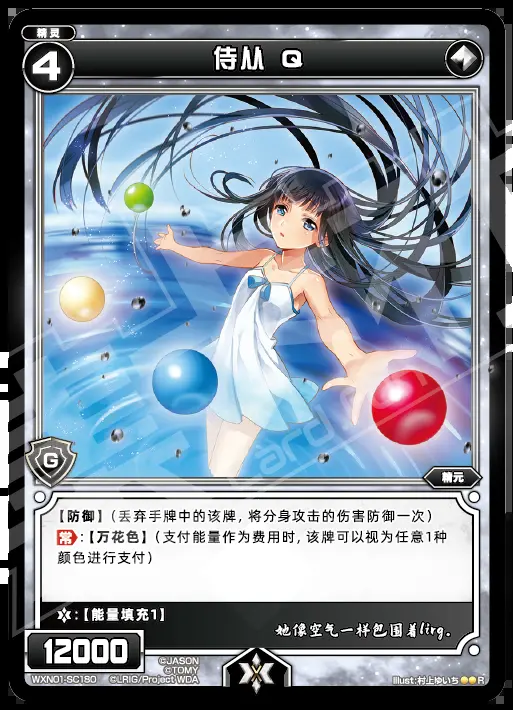 精灵
4
侍从 Q
G
精元
【防御】（丢弃手牌中的该牌，将分身攻击的伤害防御一次）
常：【万花色】（支付能量作为费用时，该牌可以视为任意1种
颜色进行支付）
：【能量填充1】
她像空气一样包围着lirg.
12000
©JASON
©TOMY
WXN01-SC180 ©LRIG/Project WDA
Illust:村上ゆいち R